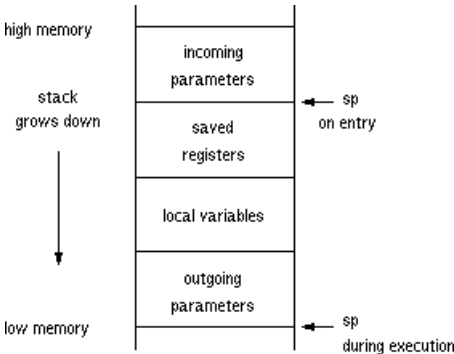 high memory
incoming
parameters
stack
grows down
sp
on entry
saved
registers
local variables
outgoing
parameters
low memory
sp
during execution